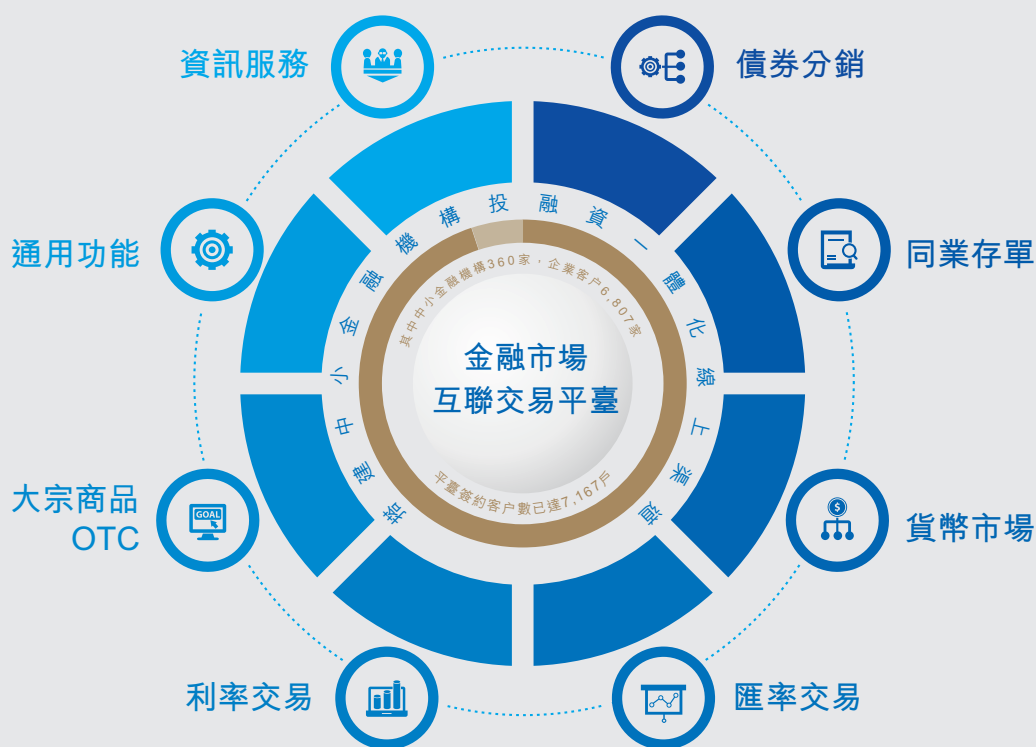 資訊服務
債券分銷
通用功能
同業存單
搭建中小金融機構投融資一體化線上渠道
其中中小金融機構360家，企業客户6,807家
金融市場
互聯交易平臺
平臺簽約客户數已達7,167戶
大宗商品
OTC
GOAL
$
貨幣市場
利率交易
匯率交易